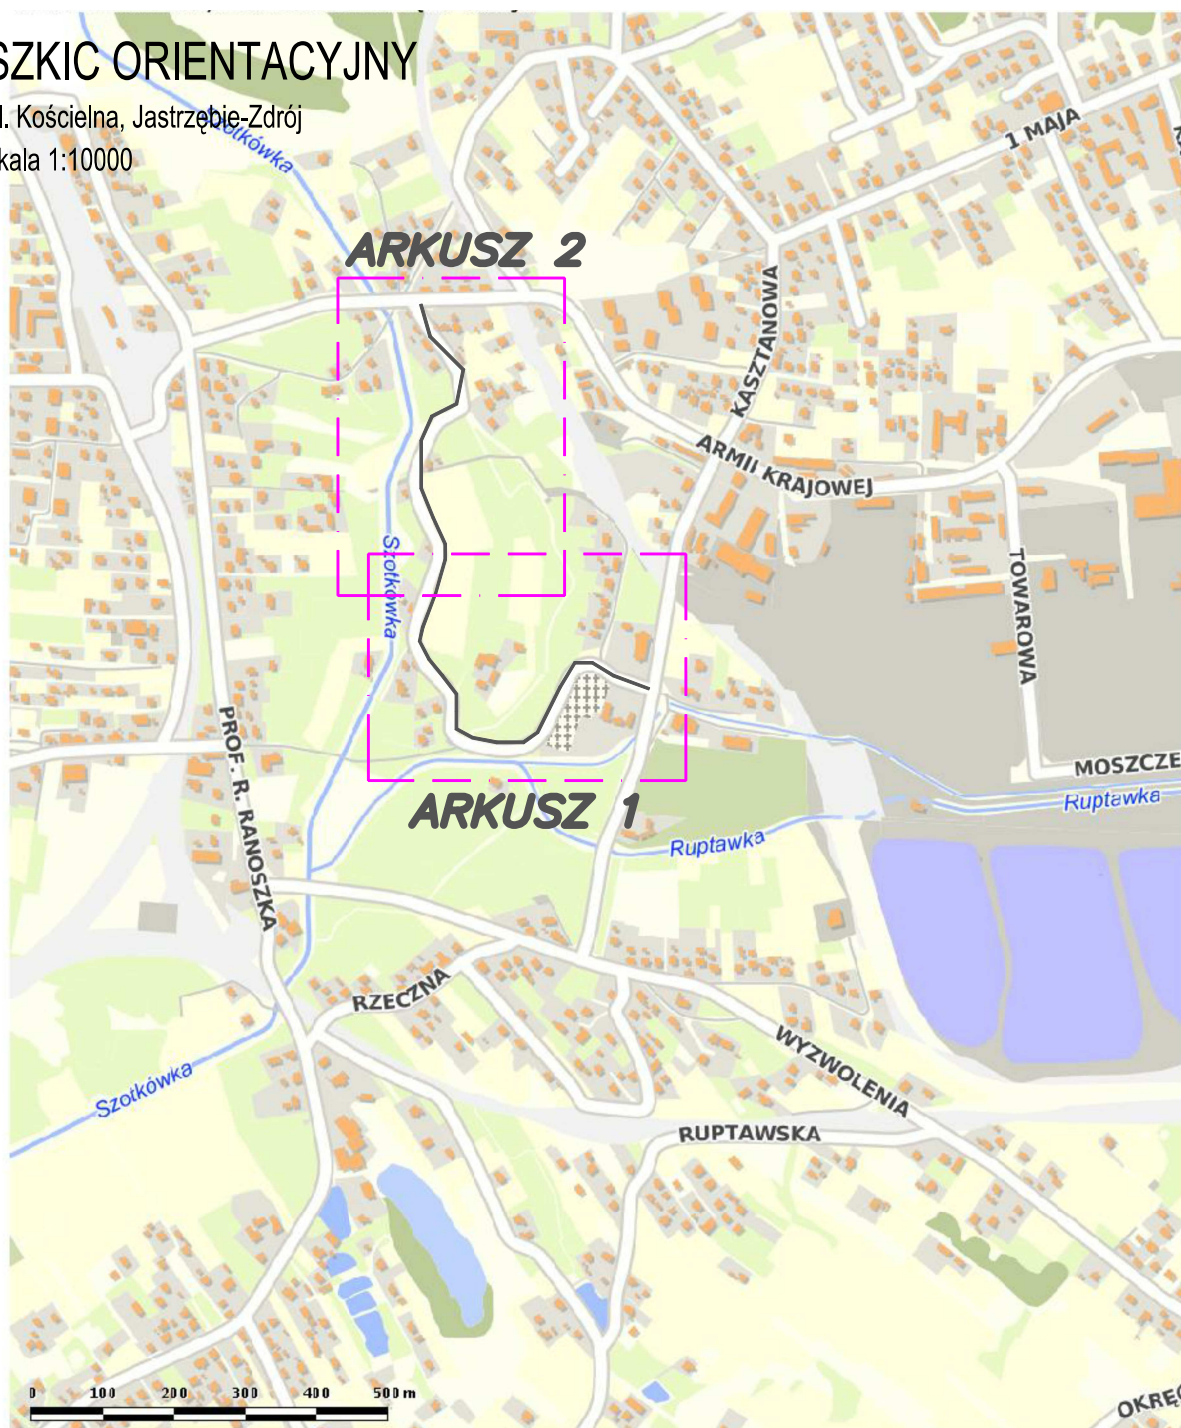 SZKIC ORIENTACYJNY
l. Kościelna, Jastrzębie-Zdrój
kala 1:10000
Szotkówka
1 MAJA
ARKUSZ 2
KASZTANOWA
ARMII KRAJOWEJ
Szotkówka
TOWAROWA
PROF. R. RANOSZKA
MOSZCZE
Ruptawka
ARKUSZ 1
Ruptawka
RZECZNA
WYZWOLENIA
Szotkówka
RUPTAWSKA
0 100 200 300 400 500 m
OKRĘG